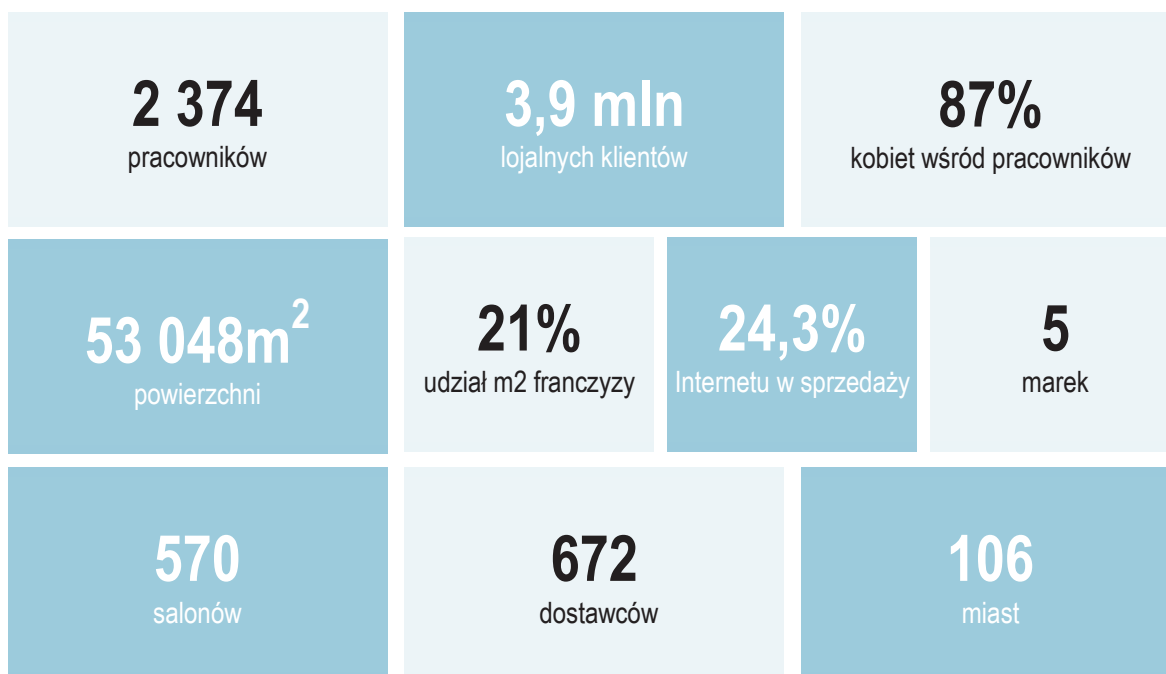 2 374
pracowników
3,9 mln
lojalnych klientów
87%
kobiet wśród pracowników
53 048m²
powierzchni
21%
udział m2 franczyzy
24,3%
Internetu w sprzedaży
5
marek
570
salonów
672
dostawców
106
miast